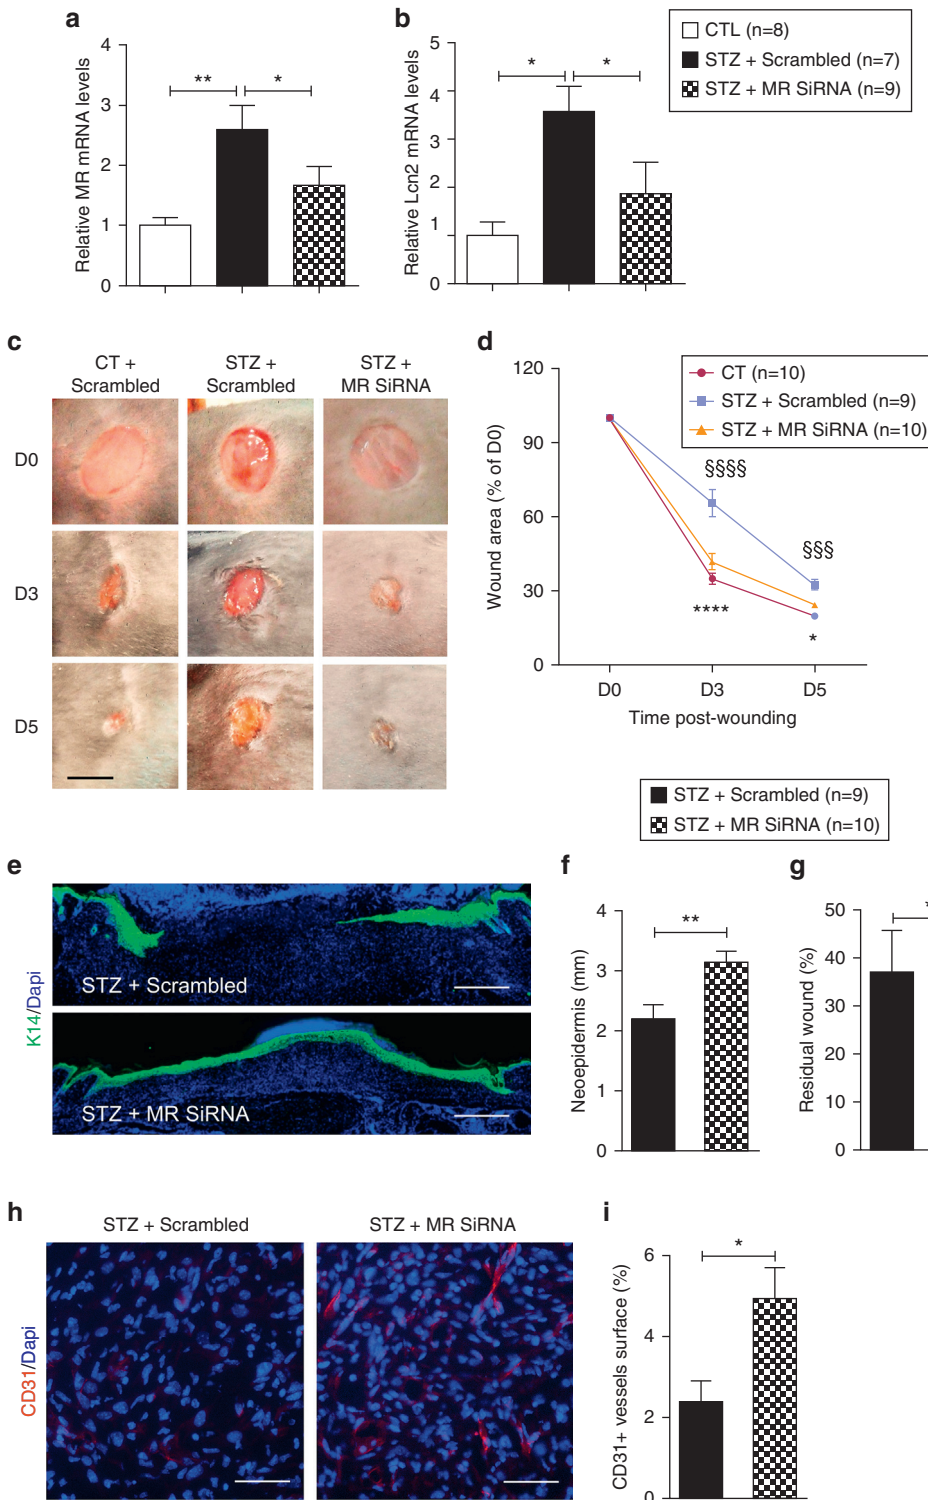 a
Relative MR mRNA levels
4
3
2
1
0
**
*
b
Relative Lcn2 mRNA levels
5
4
3
2
1
0
*
*
CTL (n=8)
STZ + Scrambled (n=7)
STZ + MR SiRNA (n=9)
c
CT +
Scrambled
STZ +
Scrambled
STZ +
MR SiRNA
D0
D3
D5
d
Wound area (% of D0)
120
90
60
30
0
CT (n=10)
STZ + Scrambled (n=9)
STZ + MR SiRNA (n=10)
§§§§
§§§
****
*
D0
D3
D5
Time post-wounding
STZ + Scrambled (n=9)
STZ + MR SiRNA (n=10)
e
K14/Dapi
STZ + Scrambled
STZ + MR SiRNA
f
Neoepidermis (mm)
4
3
2
1
0
**
g
Residual wound (%)
50
40
30
20
10
0
*
h
STZ + Scrambled
STZ + MR SiRNA
CD31/Dapi
i
CD31+ vessels surface (%)
6
4
2
0
*